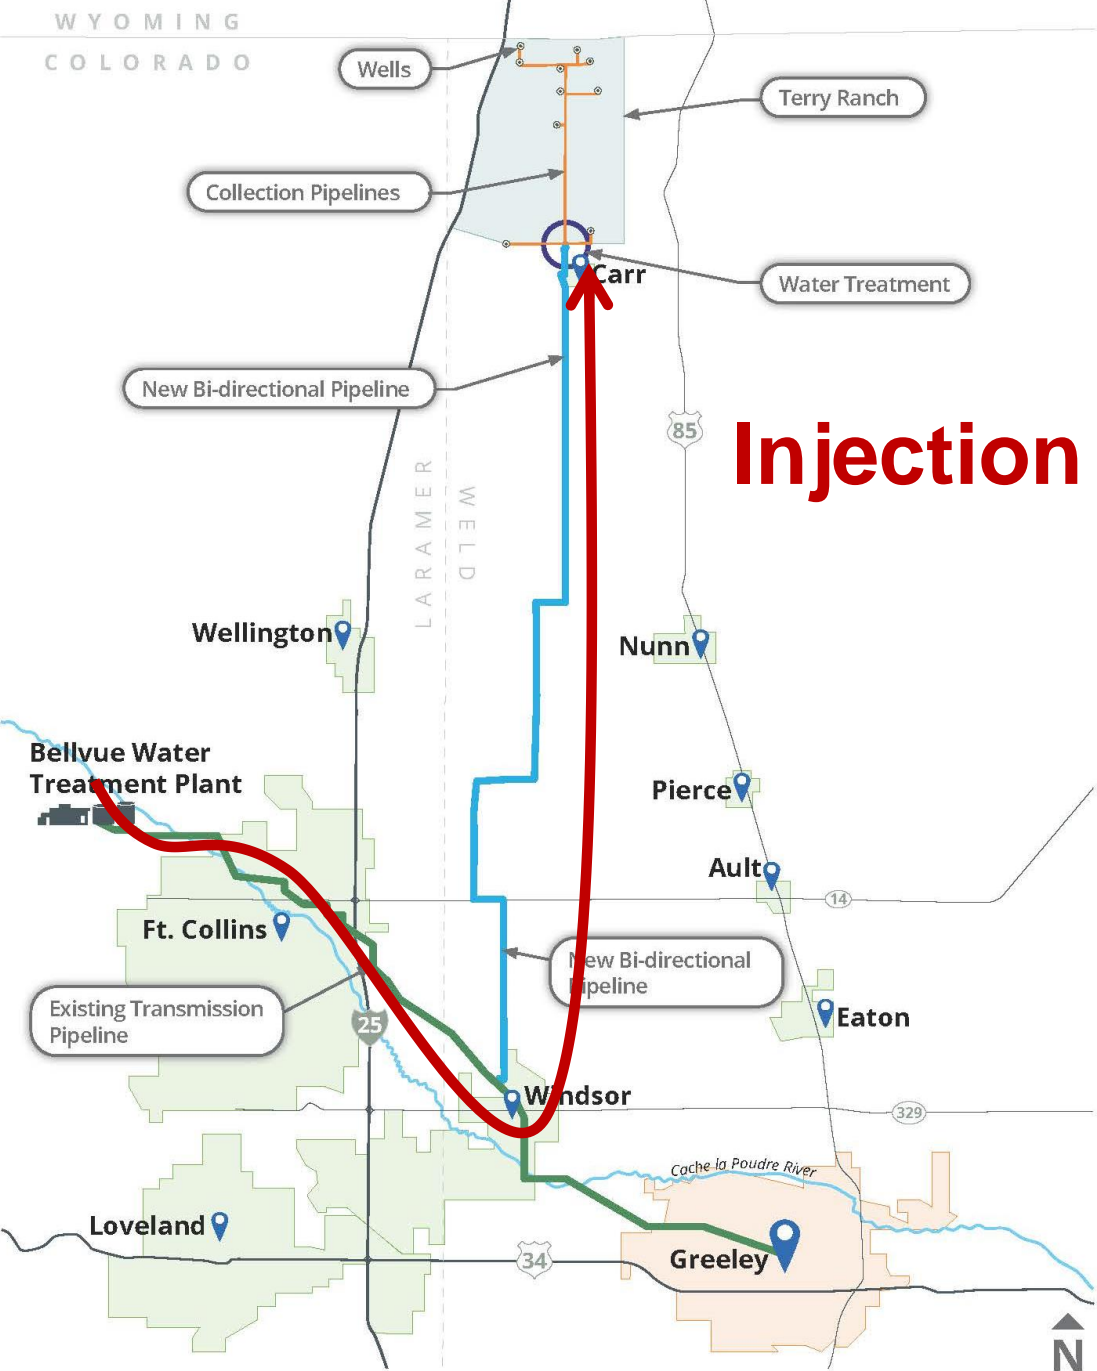 WYOMING
COLORADO
Wells
Terry Ranch
Collection Pipelines
Carr
Water Treatment
New Bi-directional Pipeline
85
Injection
LARAMER
WELD
Wellington
Nunn
Bellvue Water
Treatment Plant
Pierce
Ault
14
Ft. Collins
New Bi-directional
Pipeline
Existing Transmission
Pipeline
25
Eaton
Windsor
329
Cache la Poudre River
Loveland
34
Greeley
N